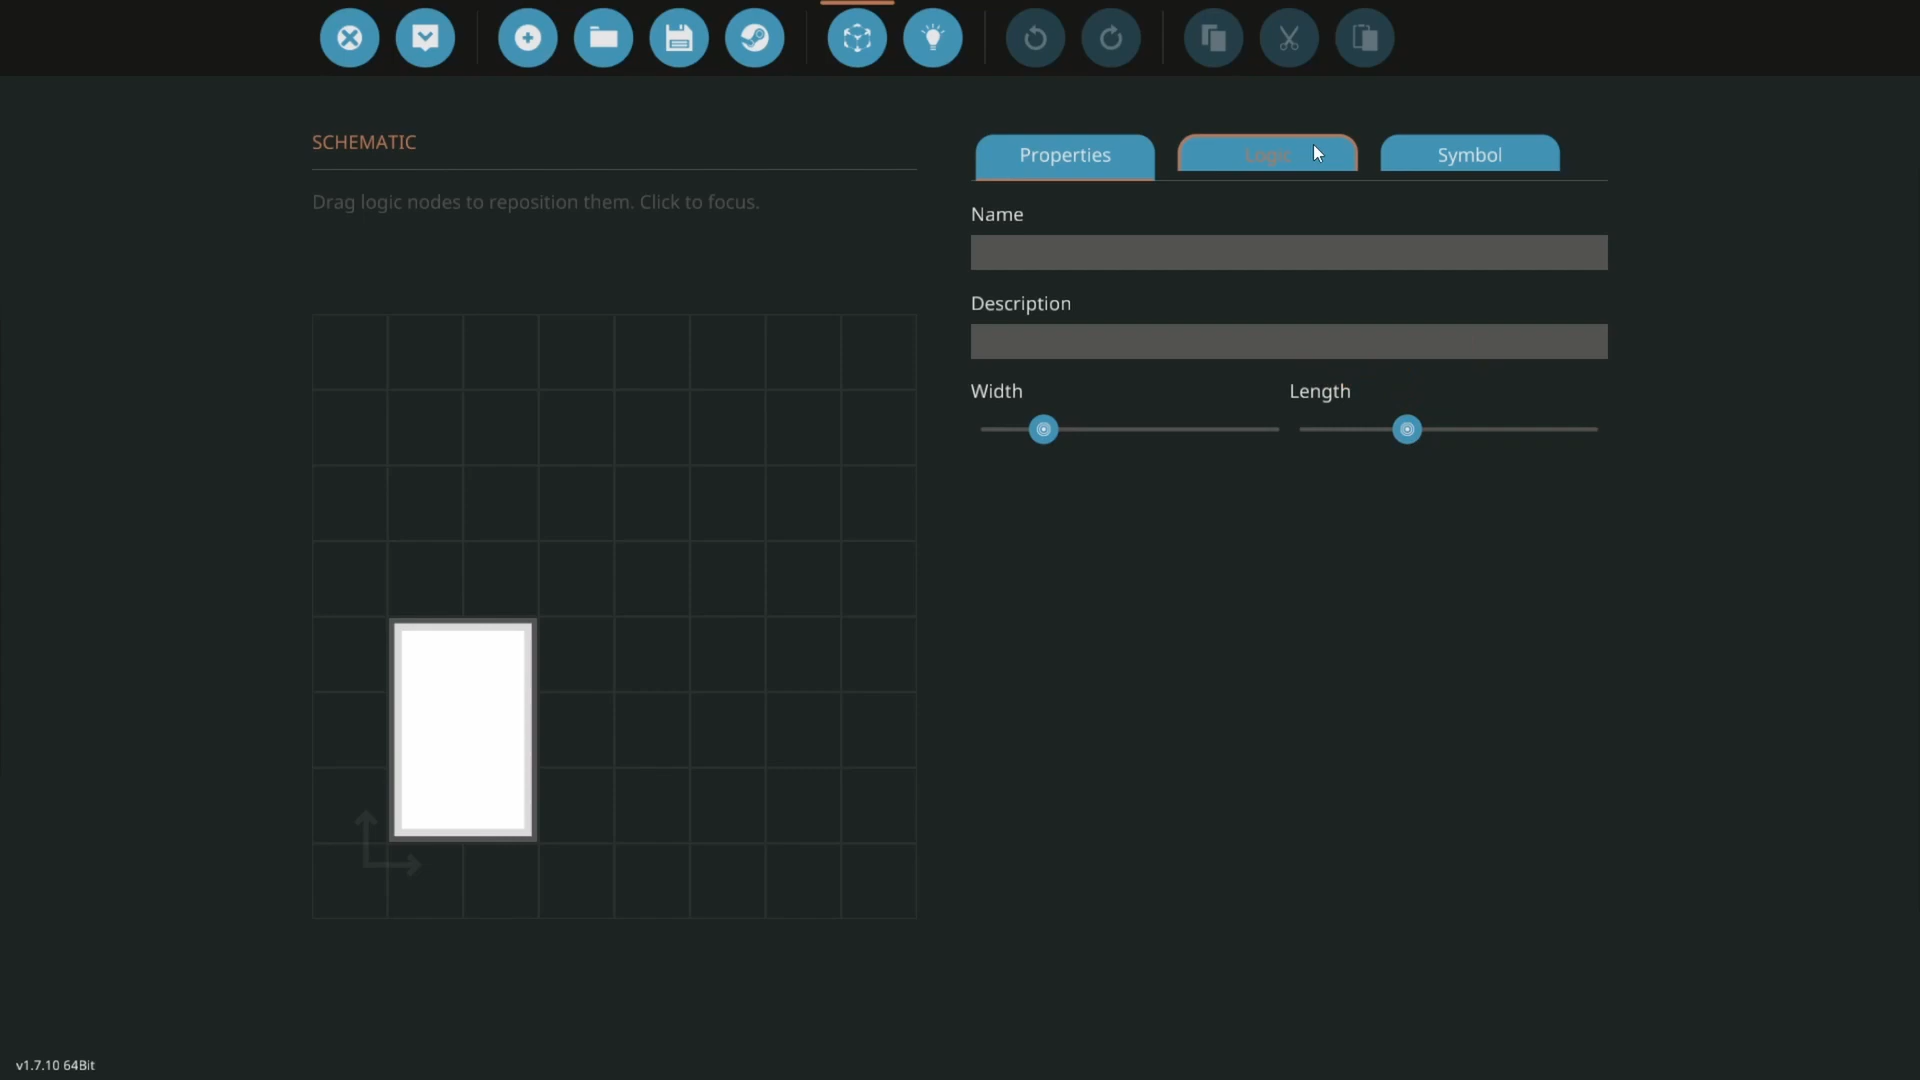 SCHEMATIC
Drag logic nodes to reposition them. Click to focus.
Properties
Logic
Symbol
Name
Description
Width
Length
v1.7.10 64Bit